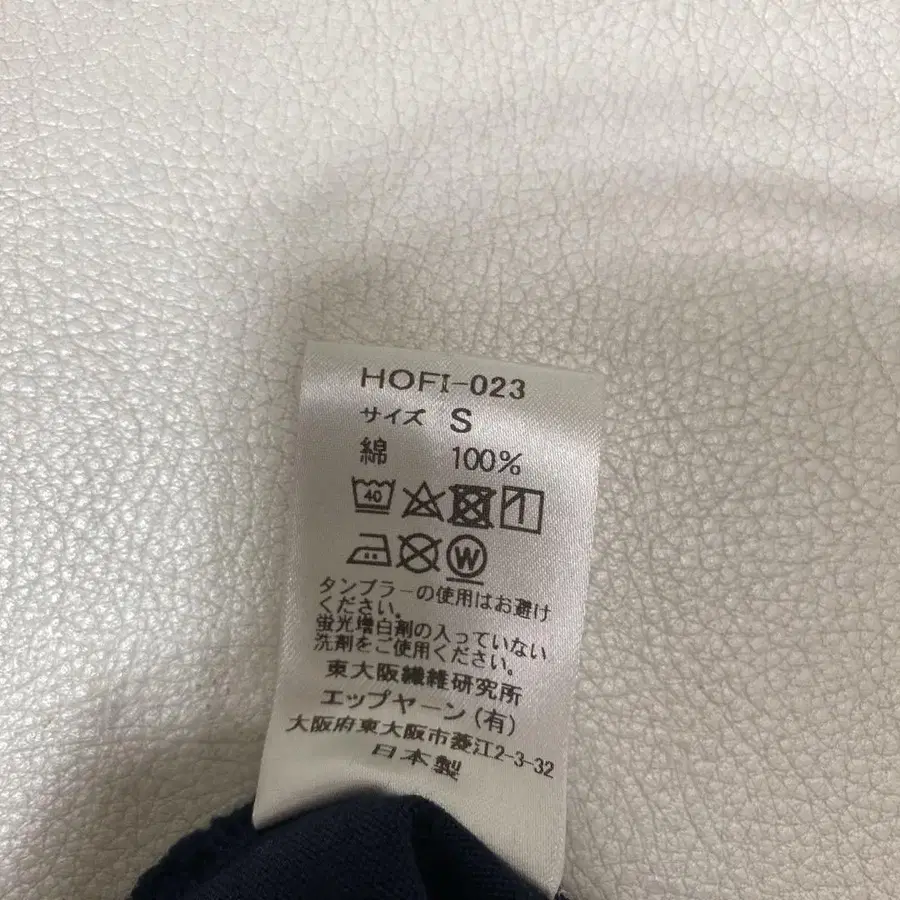 HOFI-023
サイズ S
綿 100%
40
W
タンブラーの使用はお避け
ください。
蛍光増白剤の入っていない
洗剤をご使用ください。
東大阪繊維研究所
エップヤーン(有)
大阪府東大阪市菱江2-3-32
日本製